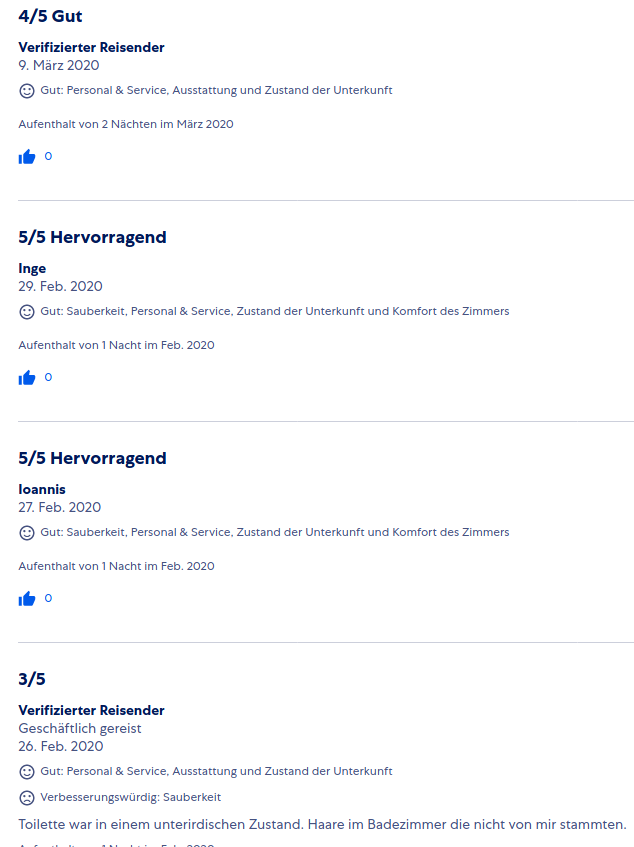 4/5 Gut
Verifizierter Reisender
9. März 2020
Gut: Personal & Service, Ausstattung und Zustand der Unterkunft
Aufenthalt von 2 Nächten im März 2020
0
5/5 Hervorragend
Inge
29. Feb. 2020
Gut: Sauberkeit, Personal & Service, Zustand der Unterkunft und Komfort des Zimmers
Aufenthalt von 1 Nacht im Feb. 2020
0
5/5 Hervorragend
Ioannis
27. Feb. 2020
Gut: Sauberkeit, Personal & Service, Zustand der Unterkunft und Komfort des Zimmers
Aufenthalt von 1 Nacht im Feb. 2020
0
3/5
Verifizierter Reisender
Geschäftlich gereist
26. Feb. 2020
Gut: Personal & Service, Ausstattung und Zustand der Unterkunft
Verbesserungswürdig: Sauberkeit
Toilette war in einem unterirdischen Zustand. Haare im Badezimmer die nicht von mir stammten.